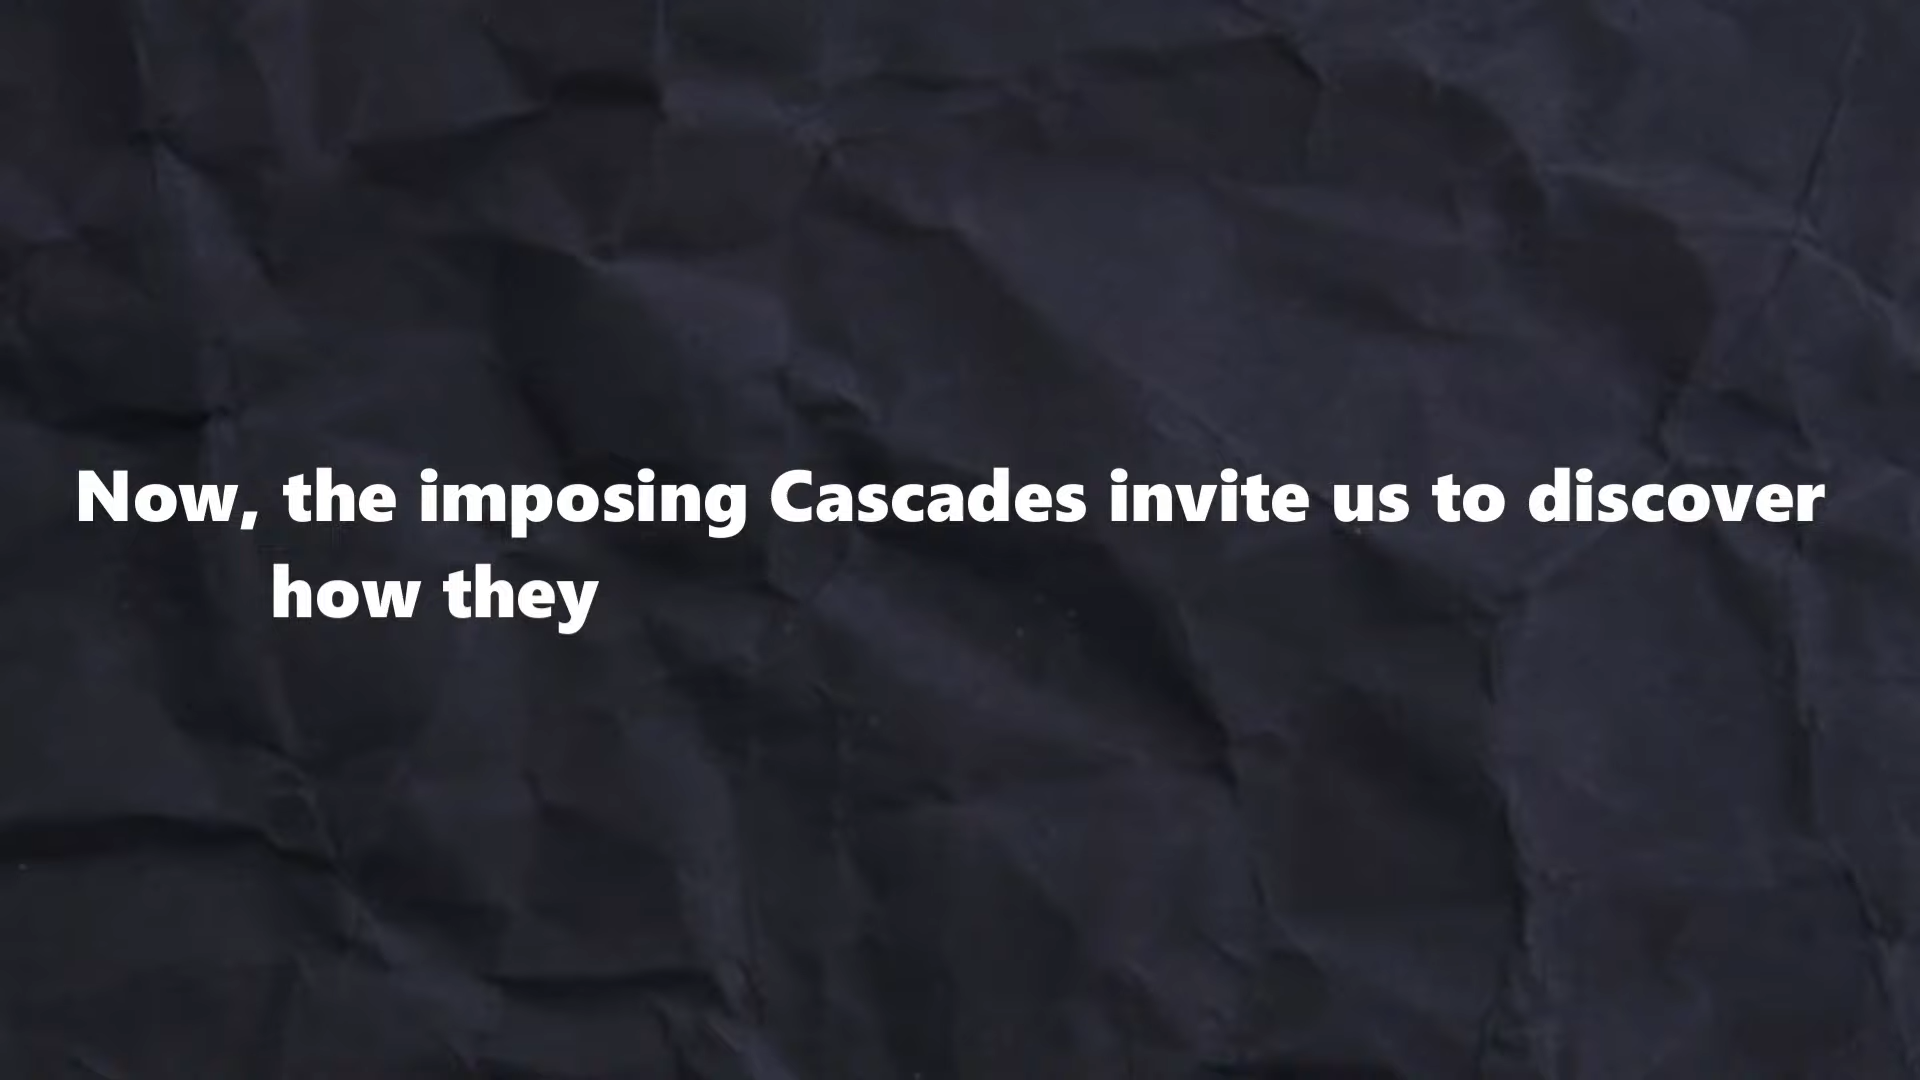 Now, the imposing Cascades invite us to discover
how they